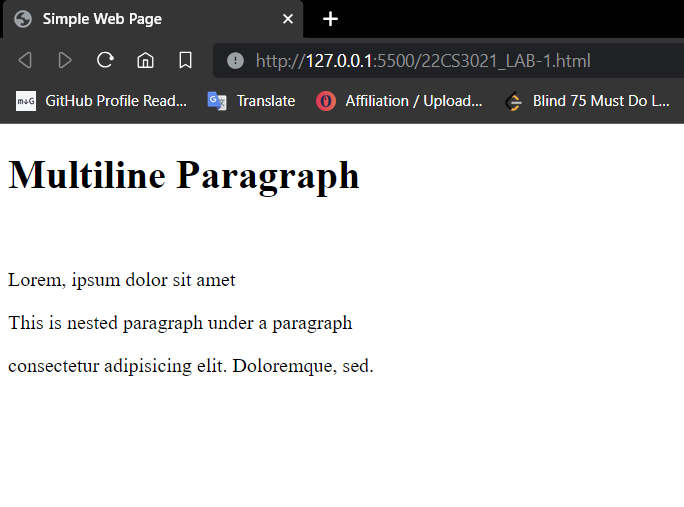 Simple Web Page
http://127.0.0.1:5500/22CS3021_LAB-1.html
M↓G GitHub Profile Read... Translate Affiliation / Upload... Blind 75 Must Do L...
Multiline Paragraph
Lorem, ipsum dolor sit amet
This is nested paragraph under a paragraph
consectetur adipisicing elit. Doloremque, sed.